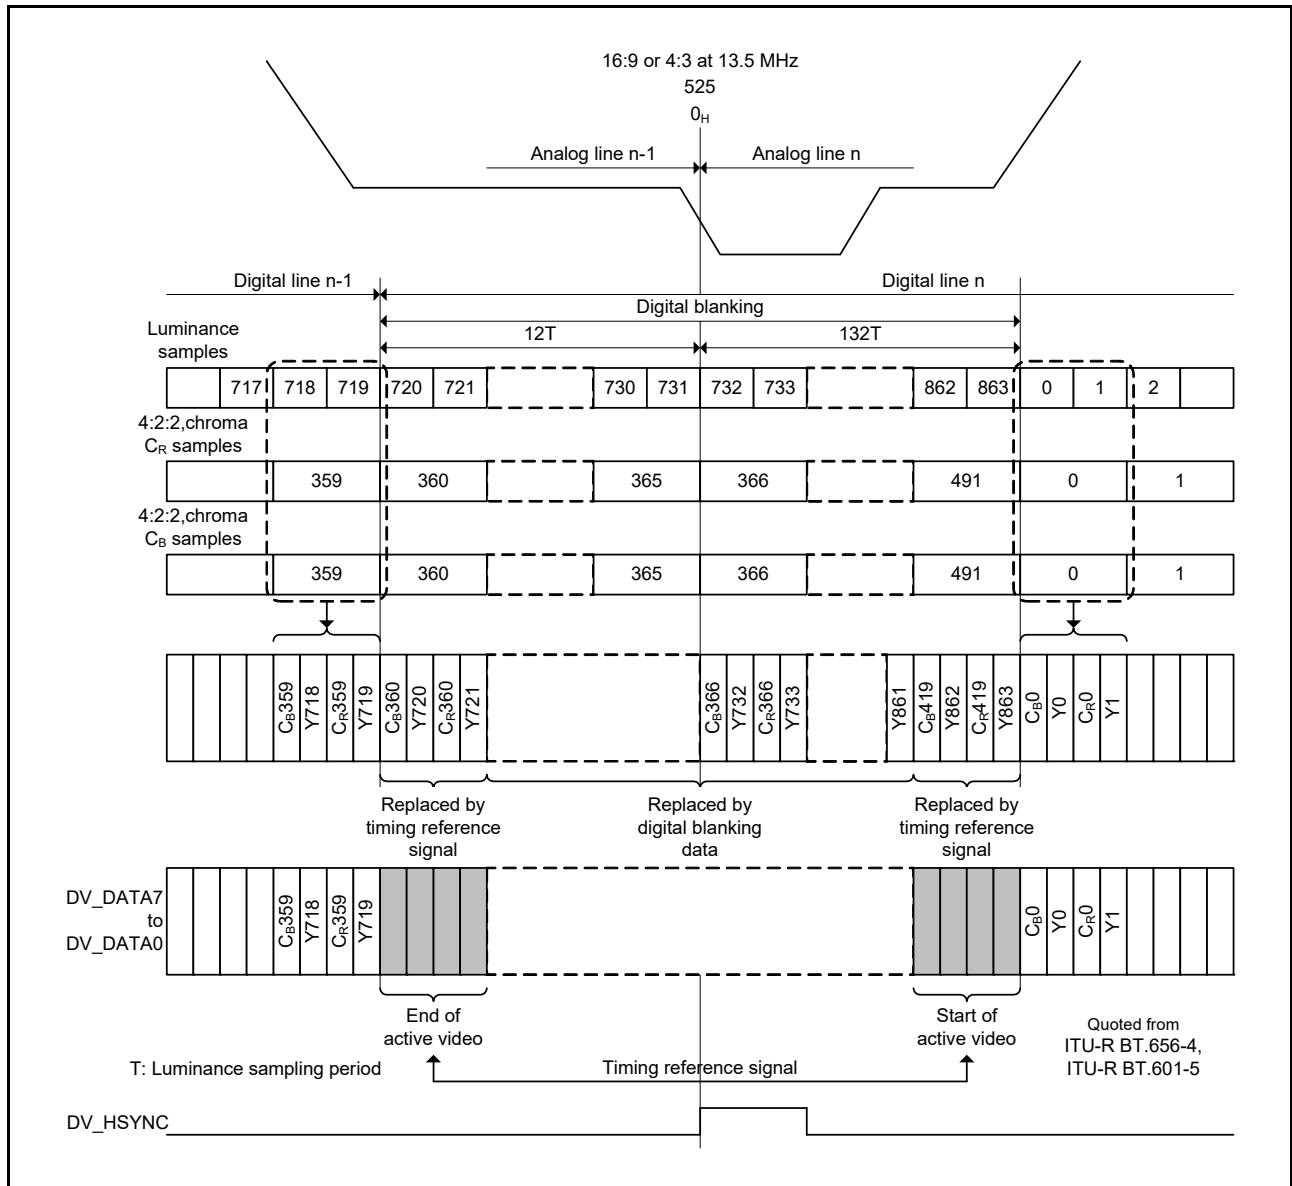 16:9 or 4:3 at 13.5 MHz
525
0H
Analog line n-1 Analog line n
Digital line n-1 Digital line n
Digital blanking
12T 132T
Luminance
samples
717 718 719 720 721 730 731 732 733 862 863 0 1 2
4:2:2,chroma
CR samples
359 360 365 366 491 0 1
4:2:2,chroma
CB samples
359 360 365 366 491 0 1
CB359 Y718 CR359 Y719 CB360 Y720 CR360 Y721 CB366 Y732 CR366 Y733 Y861 CB419 Y862 CR419 Y863 CB0 Y0 CR0 Y1
Replaced by
timing reference
signal
Replaced by
digital blanking
data
Replaced by
timing reference
signal
DV_DATA7
to
DV_DATA0
CB359 Y718 CR359 Y719 CB0 Y0 CR0 Y1
End of
active video
Start of
active video
Quoted from
ITU-R BT.656-4,
ITU-R BT.601-5
T: Luminance sampling period
Timing reference signal
DV_HSYNC